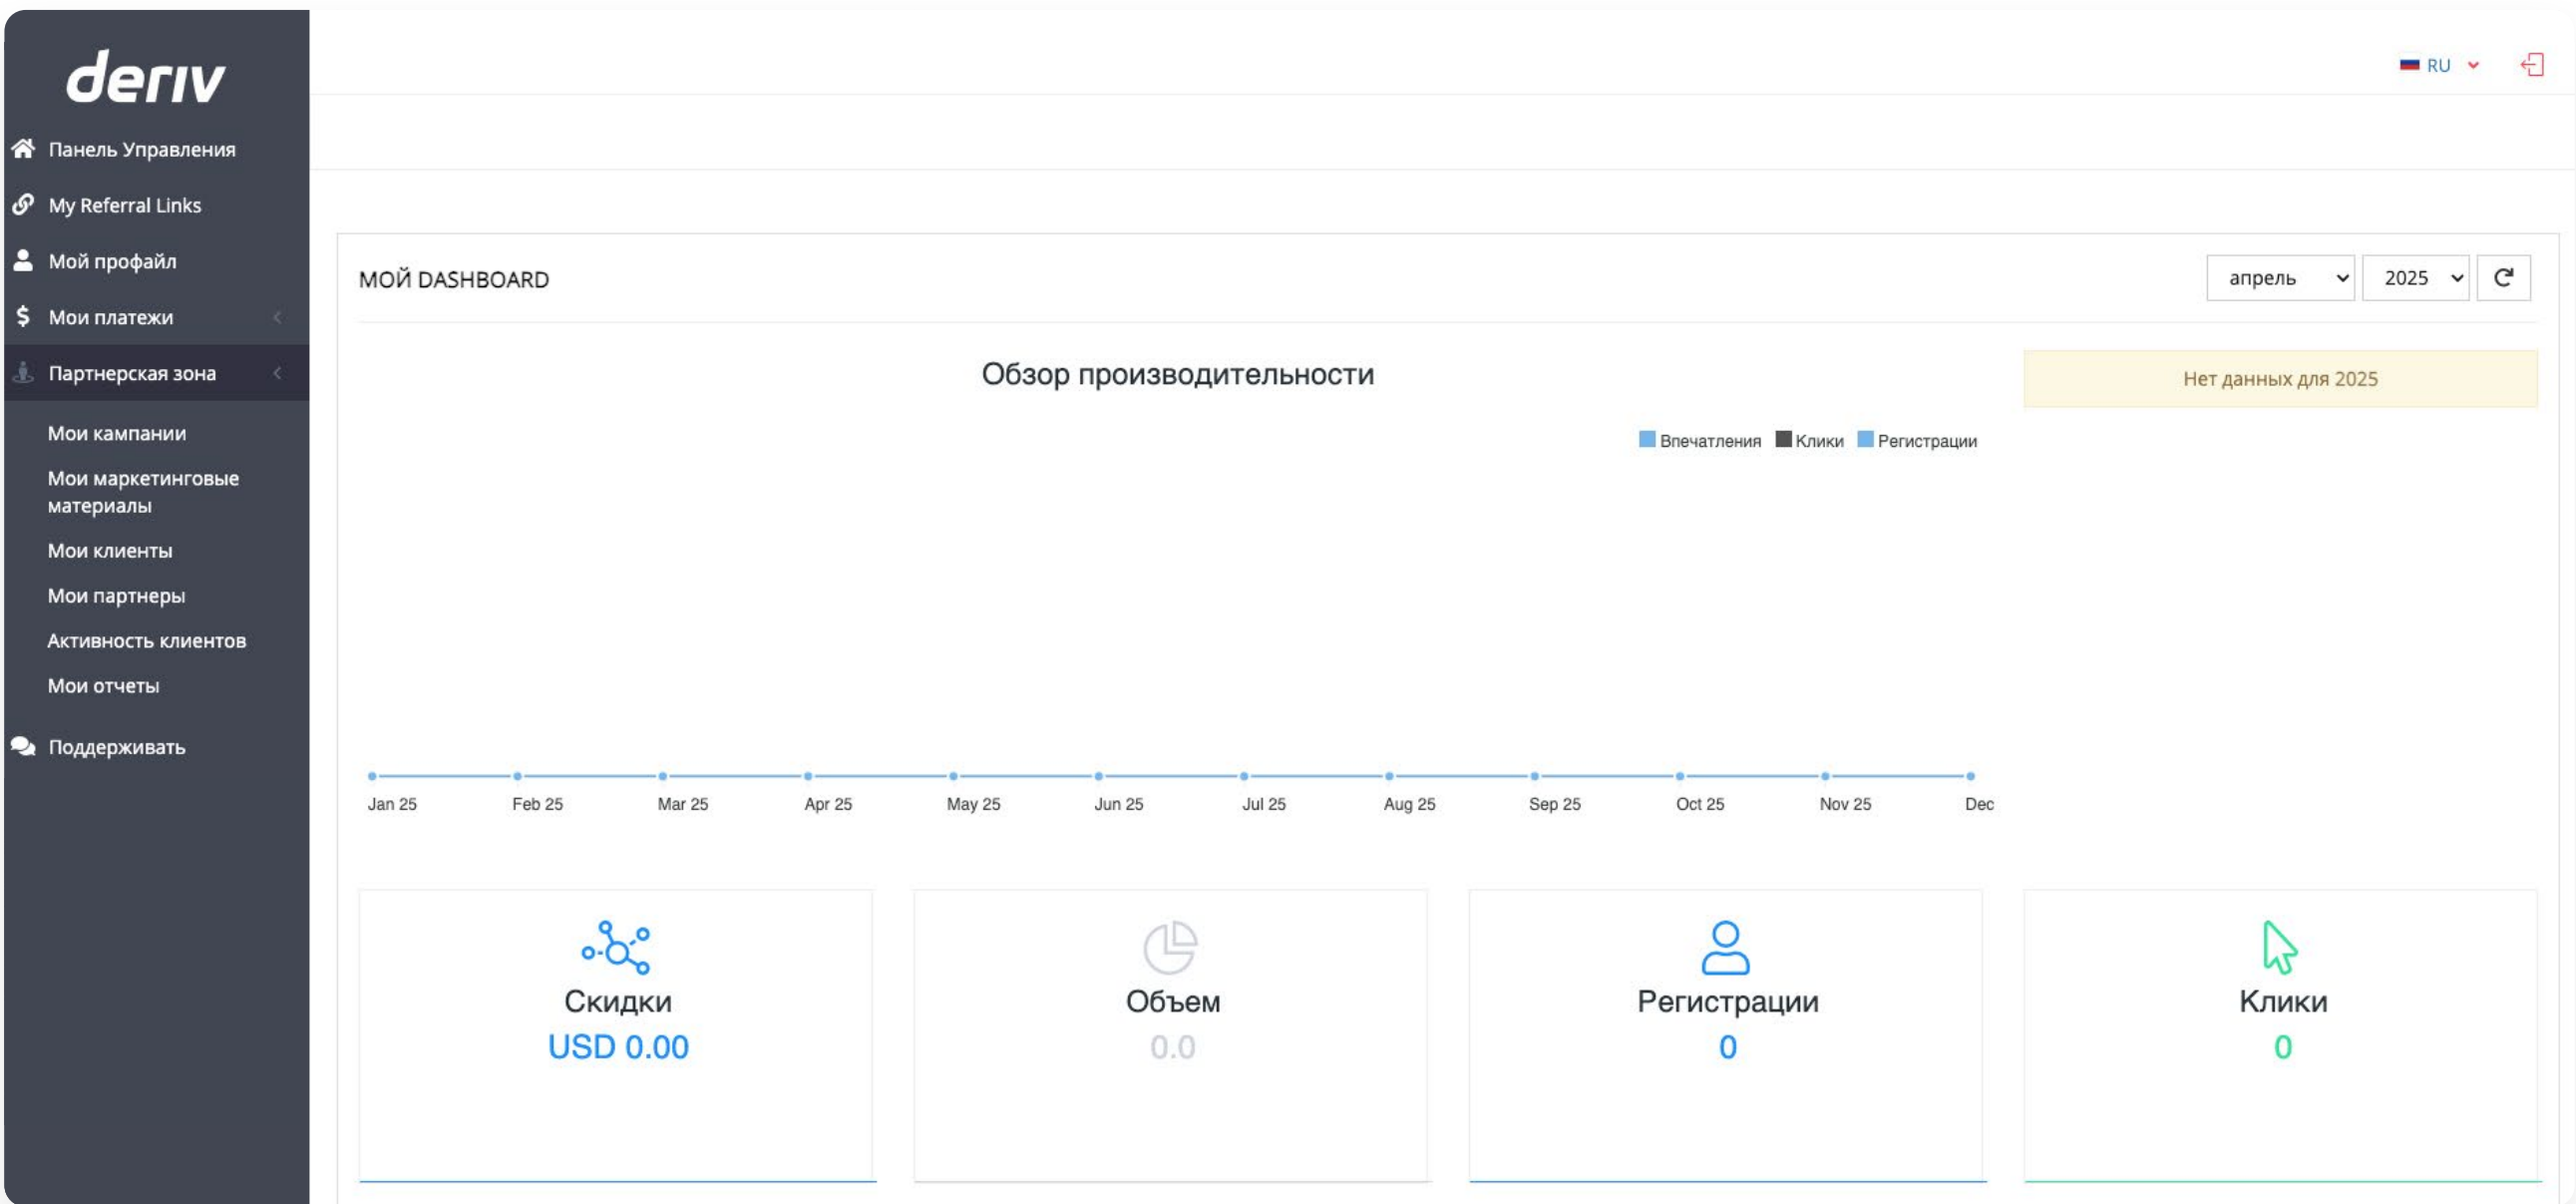 deriv
RU
Панель Управления
My Referral Links
Мой профайл
Мои платежи
Партнерская зона
Мои кампании
Мои маркетинговые
материалы
Мои клиенты
Мои партнеры
Активность клиентов
Мои отчеты
Поддерживать
МОЙ DASHBOARD
апрель
2025
Обзор производительности
Нет данных для 2025
Впечатления Клики Регистрации
Jan 25 Feb 25 Mar 25 Apr 25 May 25 Jun 25 Jul 25 Aug 25 Sep 25 Oct 25 Nov 25 Dec
Скидки
USD 0.00
Объем
0.0
Регистрации
0
Клики
0